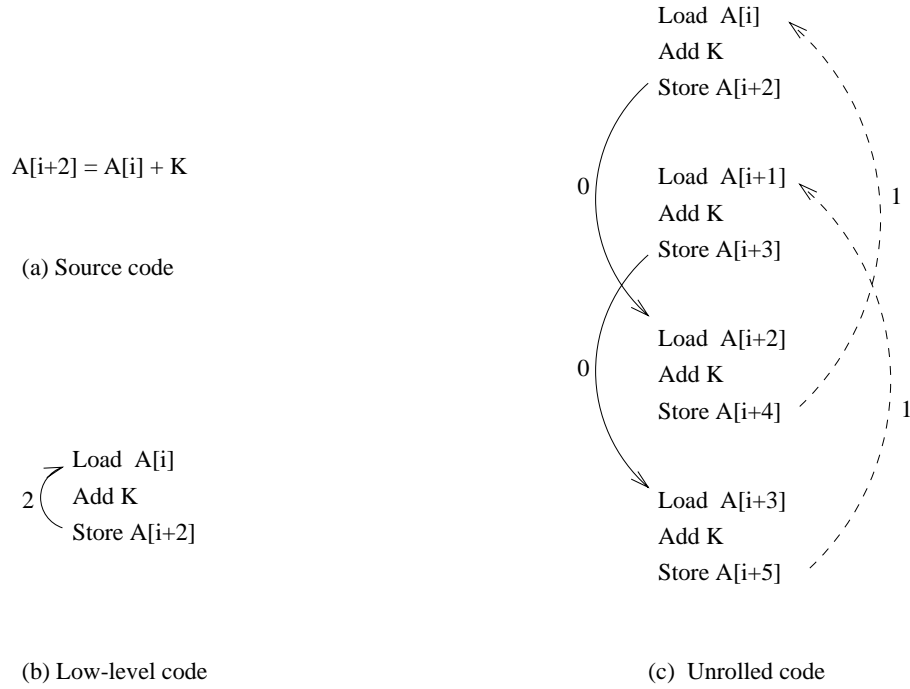 A[i+2] = A[i] + K
(a) Source code
2
Load A[i]
Add K
Store A[i+2]
(b) Low-level code
Load A[i]
Add K
Store A[i+2]
0
Load A[i+1]
1
Add K
Store A[i+3]
Load A[i+2]
0
Add K
Store A[i+4]
1
Load A[i+3]
Add K
Store A[i+5]
(c) Unrolled code